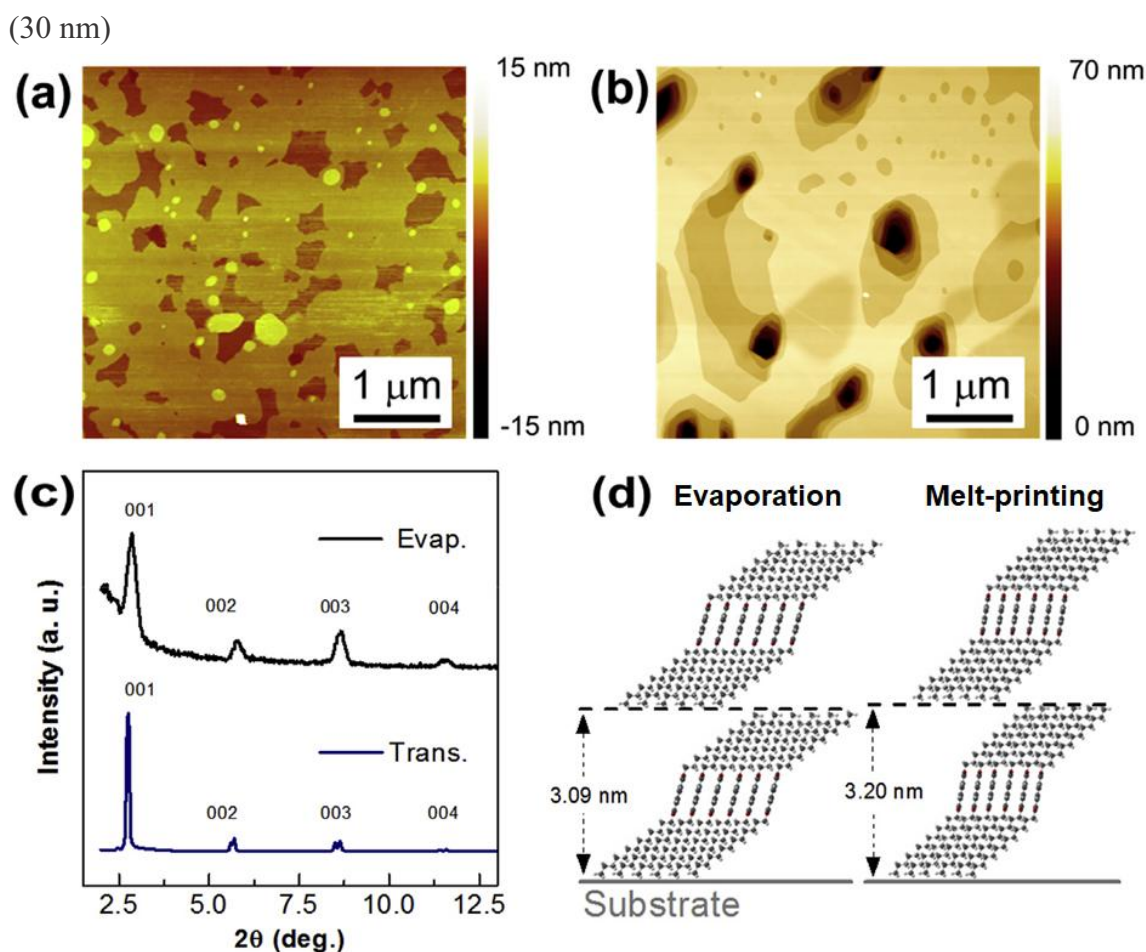 (30 nm)
(a)
15 nm
-15 nm
1 μm
(b)
70 nm
0 nm
1 μm
(c)
001
Evap.
002
003
004
001
Trans.
002
003
004
Intensity (a. u.)
2.5 5.0 7.5 10.0 12.5
2θ (deg.)
(d)
Evaporation
Melt-printing
3.09 nm
3.20 nm
Substrate